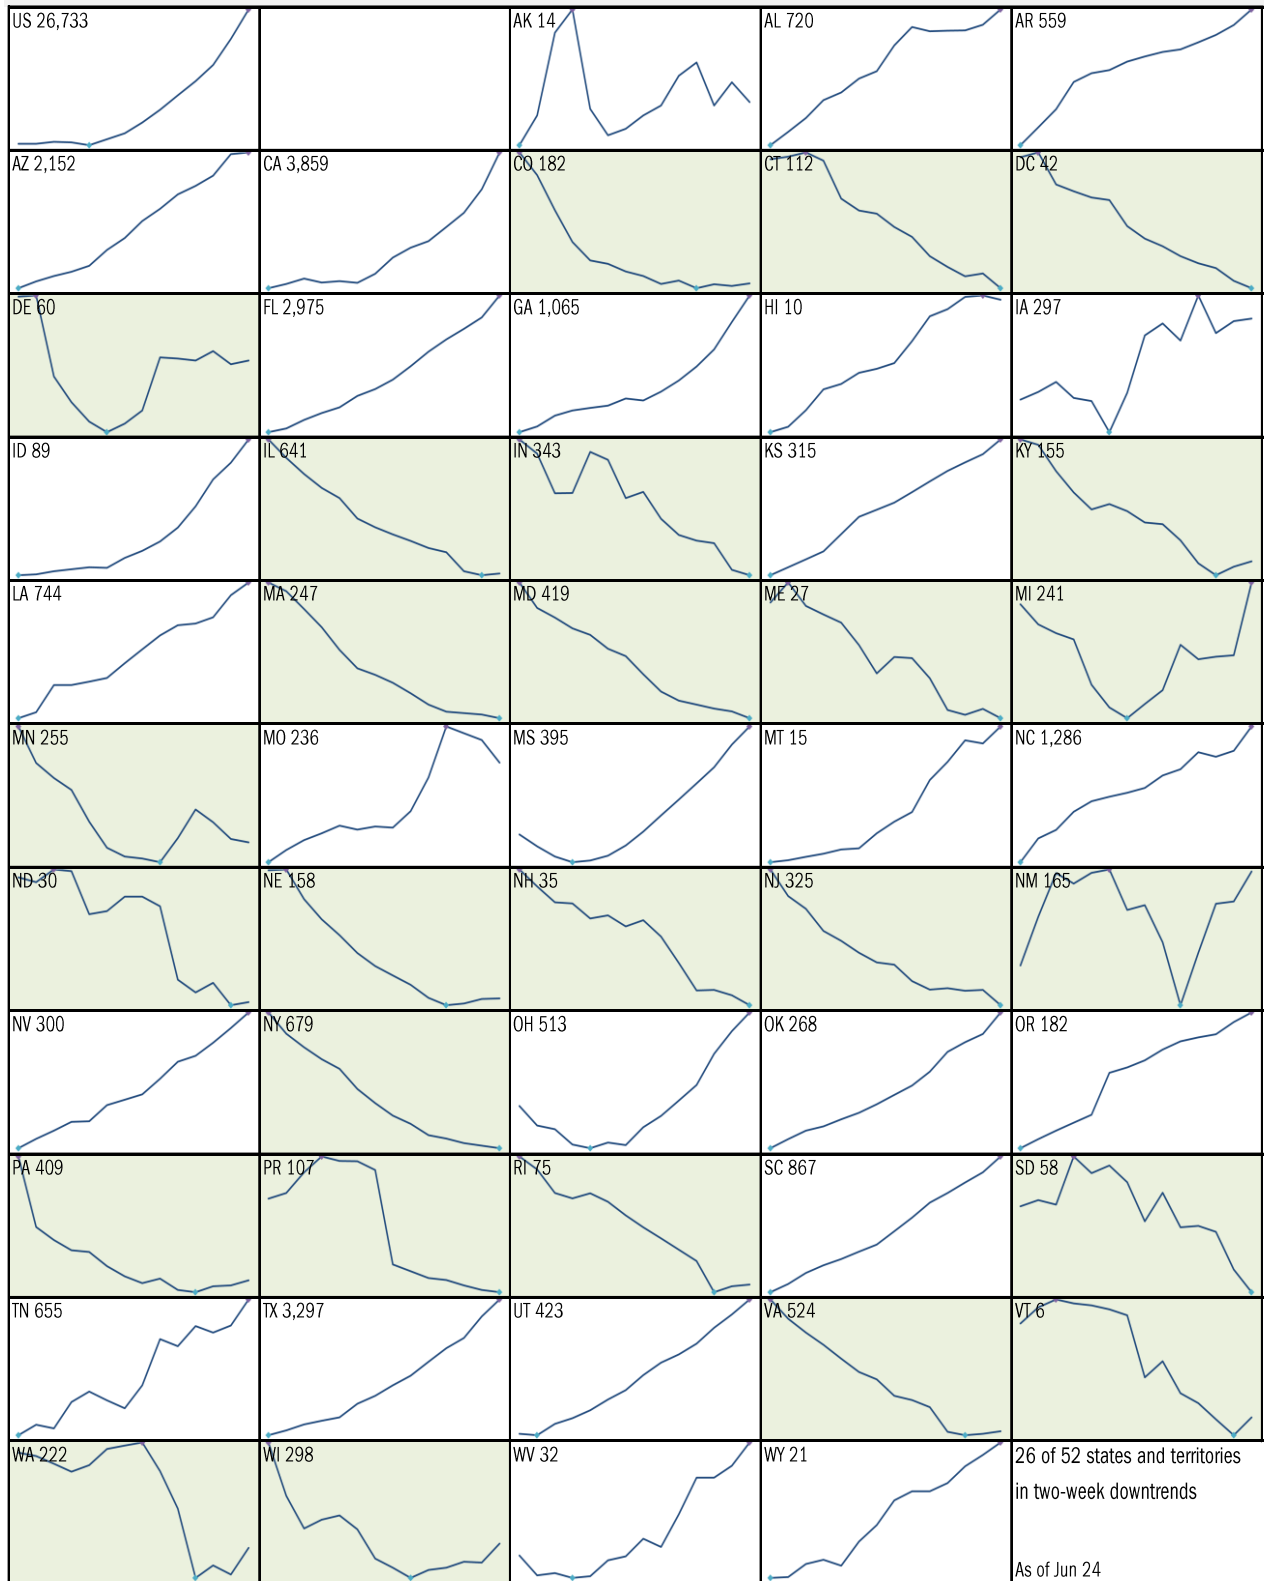 US 26,733
AK 14
AL 720
AR 559
AZ 2,152
CA 3,859
CO 182
CT 112
DC 42
DE 60
FL 2,975
GA 1,065
HI 10
IA 297
ID 89
IL 641
IN 343
KS 315
KY 155
LA 744
MA 247
MD 419
ME 27
MI 241
MN 255
MO 236
MS 395
MT 15
NC 1,286
ND 30
NE 158
NH 35
NJ 325
NM 165
NV 300
NY 679
OH 513
OK 268
OR 182
PA 409
PR 107
RI 75
SC 867
SD 58
TN 655
TX 3,297
UT 423
VA 524
VT 6
WA 222
WI 298
WV 32
WY 21
26 of 52 states and territories
in two-week downtrends
As of Jun 24